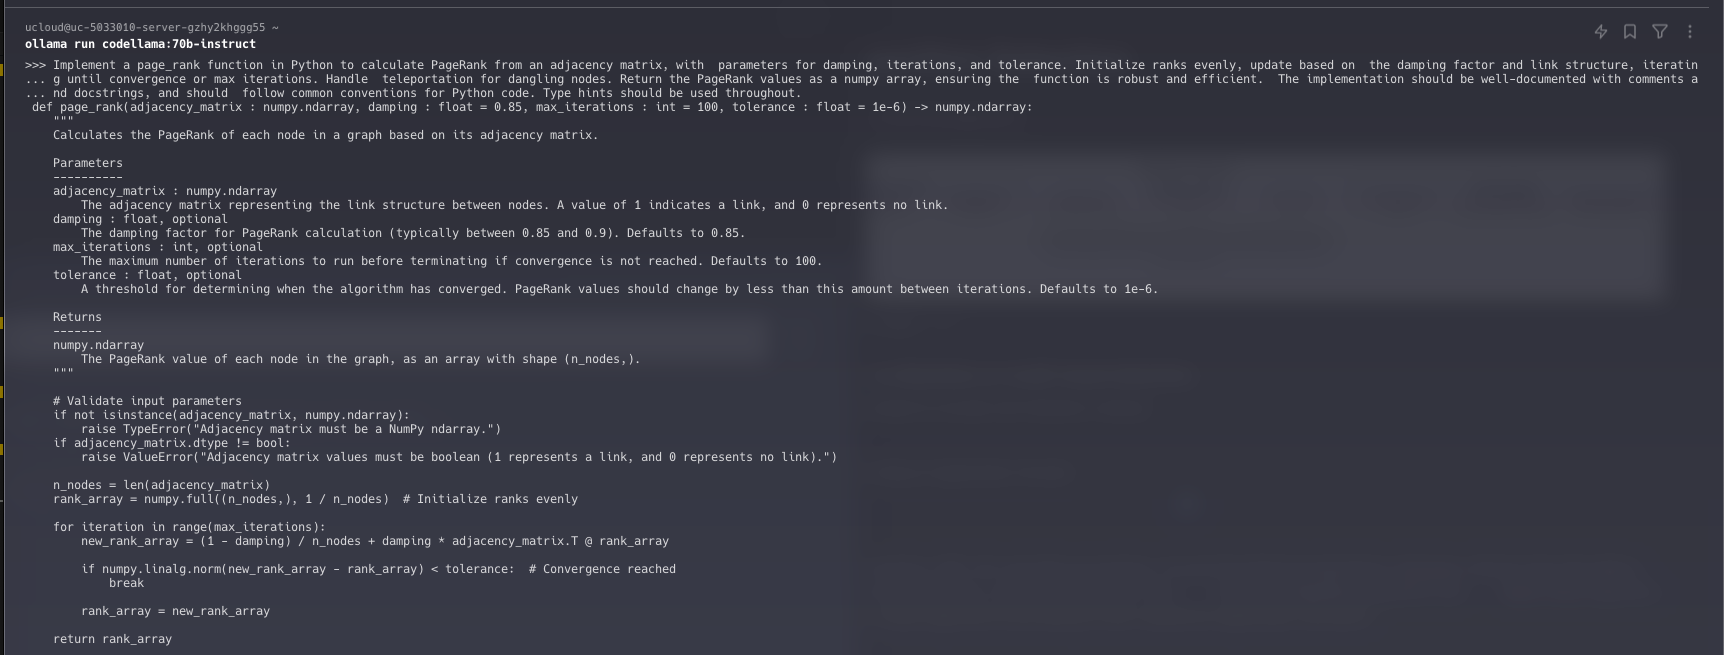 ucloud@uc-5033010-server-gzhy2khggg55 ~
ollama run codellama:70b-instruct
>>> Implement a page_rank function in Python to calculate PageRank from an adjacency matrix, with  parameters for damping, iterations, and tolerance. Initialize ranks evenly, update based on  the damping factor and link structure, iteratin
... g until convergence or max iterations. Handle  teleportation for dangling nodes. Return the PageRank values as a numpy array, ensuring the  function is robust and efficient.  The implementation should be well-documented with comments a
... nd docstrings, and should  follow common conventions for Python code. Type hints should be used throughout.
 def page_rank(adjacency_matrix : numpy.ndarray, damping : float = 0.85, max_iterations : int = 100, tolerance : float = 1e-6) -> numpy.ndarray:
    """
    Calculates the PageRank of each node in a graph based on its adjacency matrix.

    Parameters
    ----------
    adjacency_matrix : numpy.ndarray
        The adjacency matrix representing the link structure between nodes. A value of 1 indicates a link, and 0 represents no link.
    damping : float, optional
        The damping factor for PageRank calculation (typically between 0.85 and 0.9). Defaults to 0.85.
    max_iterations : int, optional
        The maximum number of iterations to run before terminating if convergence is not reached. Defaults to 100.
    tolerance : float, optional
        A threshold for determining when the algorithm has converged. PageRank values should change by less than this amount between iterations. Defaults to 1e-6.

    Returns
    -------
    numpy.ndarray
        The PageRank value of each node in the graph, as an array with shape (n_nodes,).
    """

    # Validate input parameters
    if not isinstance(adjacency_matrix, numpy.ndarray):
        raise TypeError("Adjacency matrix must be a NumPy ndarray.")
    if adjacency_matrix.dtype != bool:
        raise ValueError("Adjacency matrix values must be boolean (1 represents a link, and 0 represents no link).")

    n_nodes = len(adjacency_matrix)
    rank_array = numpy.full((n_nodes,), 1 / n_nodes)  # Initialize ranks evenly

    for iteration in range(max_iterations):
        new_rank_array = (1 - damping) / n_nodes + damping * adjacency_matrix.T @ rank_array

        if numpy.linalg.norm(new_rank_array - rank_array) < tolerance:  # Convergence reached
            break

        rank_array = new_rank_array

    return rank_array